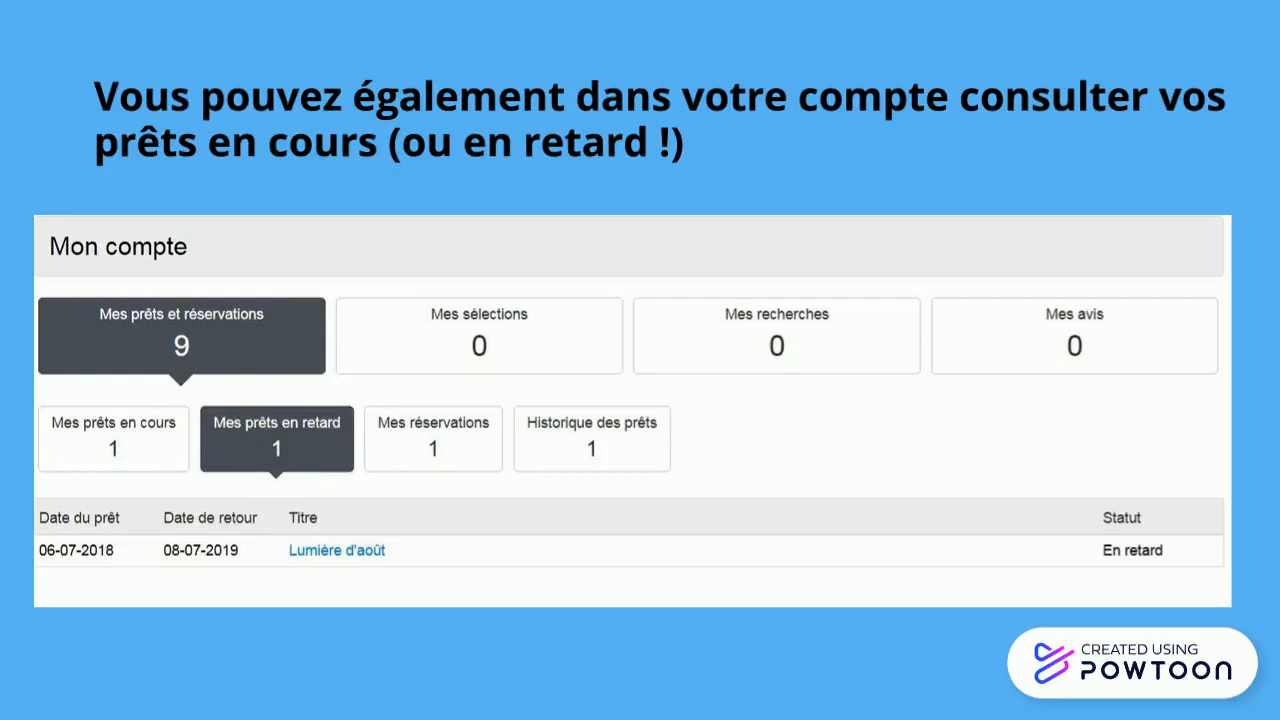 Vous pouvez également dans votre compte consulter vos
prêts en cours (ou en retard !)
Mon compte
Mes prêts et réservations
9
Mes sélections
0
Mes recherches
0
Mes avis
0
Mes prêts en cours
1
Mes prêts en retard
1
Mes réservations
1
Historique des prêts
1
Date du prêt Date de retour Titre Statut
06-07-2018 08-07-2019 Lumière d'août En retard
CREATED USING
POWTOON